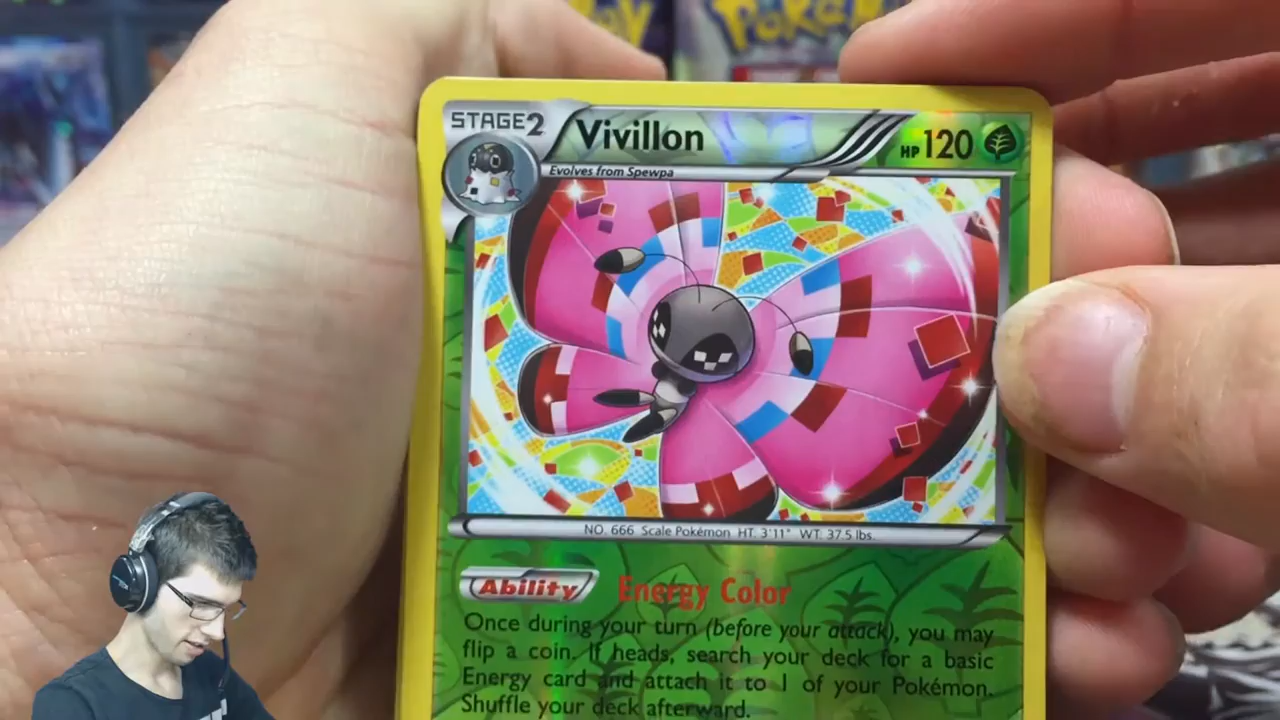 Pokémon
STAGE2
Vivillon
HP 120
Evolves from Spewpa
NO. 666 Scale Pokémon HT. 3'11" WT. 37.5 lbs.
Ability Energy Color
Once during your turn (before your attack), you may
flip a coin. If heads, search your deck for a basic
Energy card and attach it to 1 of your Pokémon.
Shuffle your deck afterward.